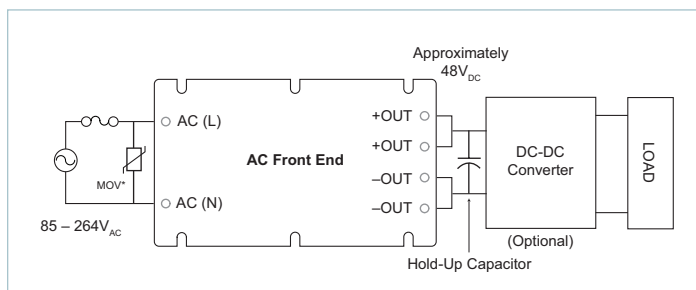 Approximately
48VDC
+OUT
AC (L)
+OUT
AC Front End
DC-DC
Converter
LOAD
MOV*
–OUT
AC (N)
–OUT
85 – 264VAC
(Optional)
Hold-Up Capacitor